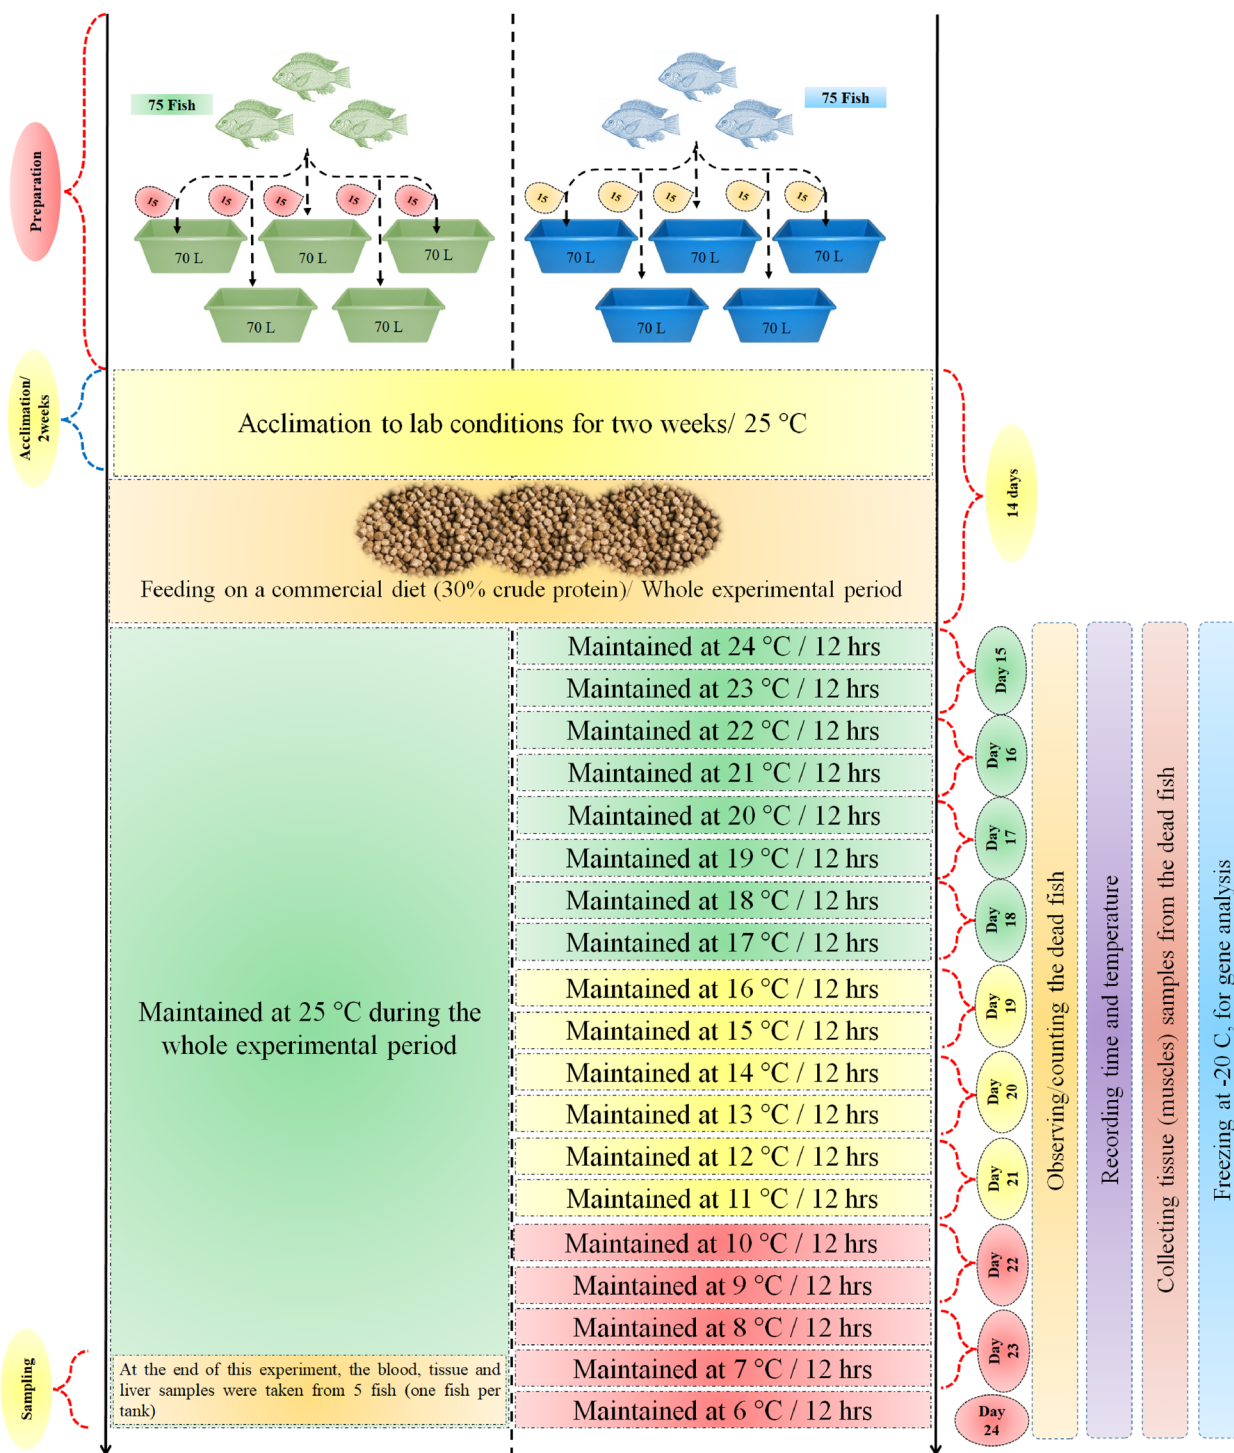 75 Fish
75 Fish
Preparation
15
15
15
15
15
15
15
15
15
15
70 L
70 L
70 L
70 L
70 L
70 L
70 L
70 L
70 L
70 L
Acclimation/
2weeks
Acclimation to lab conditions for two weeks/ 25 °C
14 days
Feeding on a commercial diet (30% crude protein)/ Whole experimental period
Maintained at 25 °C during the
whole experimental period
Maintained at 24 °C / 12 hrs
Maintained at 23 °C / 12 hrs
Maintained at 22 °C / 12 hrs
Maintained at 21 °C / 12 hrs
Maintained at 20 °C / 12 hrs
Maintained at 19 °C / 12 hrs
Maintained at 18 °C / 12 hrs
Maintained at 17 °C / 12 hrs
Maintained at 16 °C / 12 hrs
Maintained at 15 °C / 12 hrs
Maintained at 14 °C / 12 hrs
Maintained at 13 °C / 12 hrs
Maintained at 12 °C / 12 hrs
Maintained at 11 °C / 12 hrs
Maintained at 10 °C / 12 hrs
Maintained at 9 °C / 12 hrs
Maintained at 8 °C / 12 hrs
Maintained at 7 °C / 12 hrs
Maintained at 6 °C / 12 hrs
Day 15
Day
16
Day
17
Day
18
Day
19
Day
20
Day
21
Day
22
Day
23
Day
24
Observing/counting the dead fish
Recording time and temperature
Collecting tissue (muscles) samples from the dead fish
Freezing at -20 C, for gene analysis
Sampling
At the end of this experiment, the blood, tissue and
liver samples were taken from 5 fish (one fish per
tank)